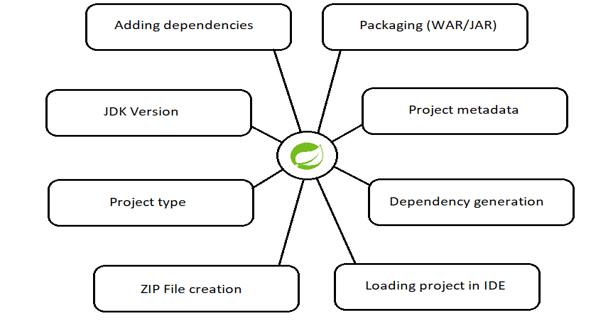 Adding dependencies
Packaging (WAR/JAR)
JDK Version
Project metadata
Project type
Dependency generation
ZIP File creation
Loading project in IDE